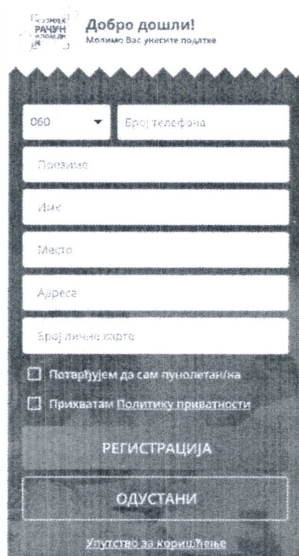 РАЧУН
Добро дошли!
Молимо Вас унесите податке
060
Број телефона
Презиме
Име
Место
Адреса
Број личне карте
Потврђујем да сам пунолетан/на
Прихватам Политику приватности
РЕГИСТРАЦИЈА
ОДУСТАНИ
Упутство за коришћење